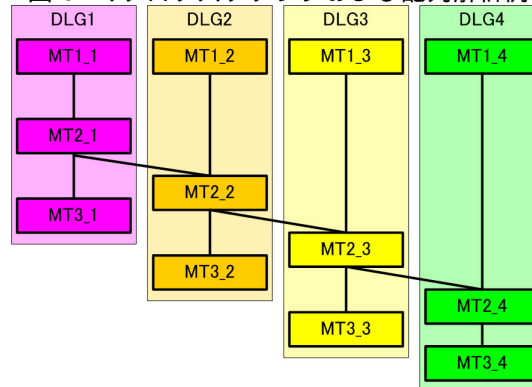 DLG1 DLG2 DLG3 DLG4
MT1_1 MT1_2 MT1_3 MT1_4
MT2_1
MT2_2
MT3_1
MT2_3
MT3_2
MT2_4
MT3_3
MT3_4